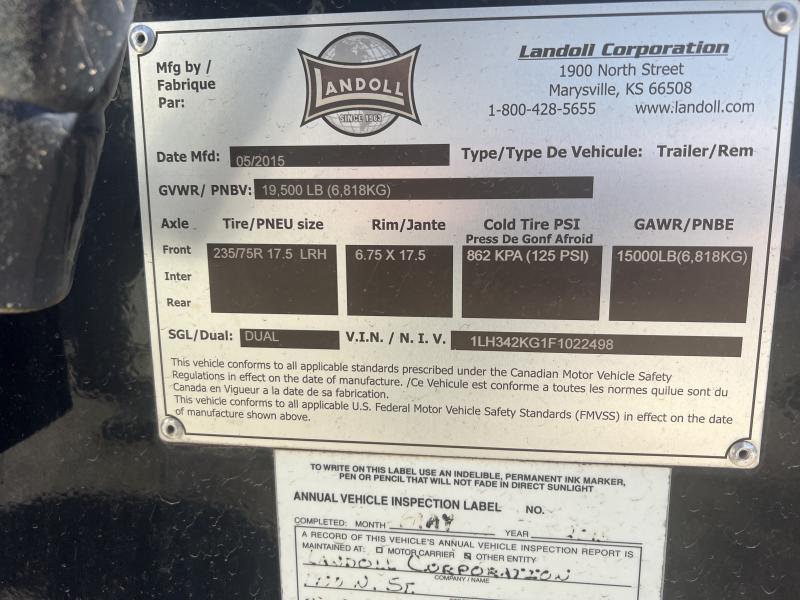 Mfg by /
Fabrique
Par:
LANDOLL
SINCE 1963
Landoll Corporation
1900 North Street
Marysville, KS 66508
1-800-428-5655 www.landoll.com
Date Mfd: 05/2015 Type/Type De Vehicule: Trailer/Rem
GVWR/ PNBV: 19,500 LB (6,818KG)
Axle Tire/PNEU size Rim/Jante Cold Tire PSI GAWR/PNBE
Press De Gonf Afroid
Front 235/75R 17.5 LRH 6.75 X 17.5 862 KPA (125 PSI) 15000LB(6,818KG)
Inter
Rear
SGL/Dual: DUAL V.I.N. / N. I. V. 1LH342KG1F1022498
This vehicle conforms to all applicable standards prescribed under the Canadian Motor Vehicle Safety
Regulations in effect on the date of manufacture. /Ce Vehicule est conforme a toutes les normes quilue sont du
Canada en Vigueur a la date de sa fabrication.
This vehicle conforms to all applicable U.S. Federal Motor Vehicle Safety Standards (FMVSS) in effect on the date
of manufacture shown above.
TO WRITE ON THIS LABEL USE AN INDELIBLE, PERMANENT INK MARKER,
PEN OR PENCIL THAT WILL NOT FADE IN DIRECT SUNLIGHT
ANNUAL VEHICLE INSPECTION LABEL NO.
COMPLETED: MONTH MAY YEAR
A RECORD OF THIS VEHICLE'S ANNUAL VEHICLE INSPECTION REPORT IS
MAINTAINED AT: MOTOR CARRIER OTHER ENTITY
LANDOLL CORPORATION
COMPANY NAME
N. ST.